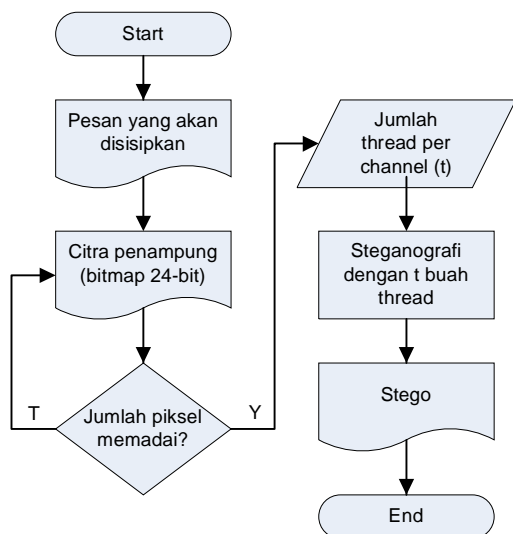 Start
Pesan yang akan
disisipkan
Citra penampung
(bitmap 24-bit)
T
Jumlah piksel
memadai?
Y
Jumlah
thread per
channel (t)
Steganografi
dengan t buah
thread
Stego
End